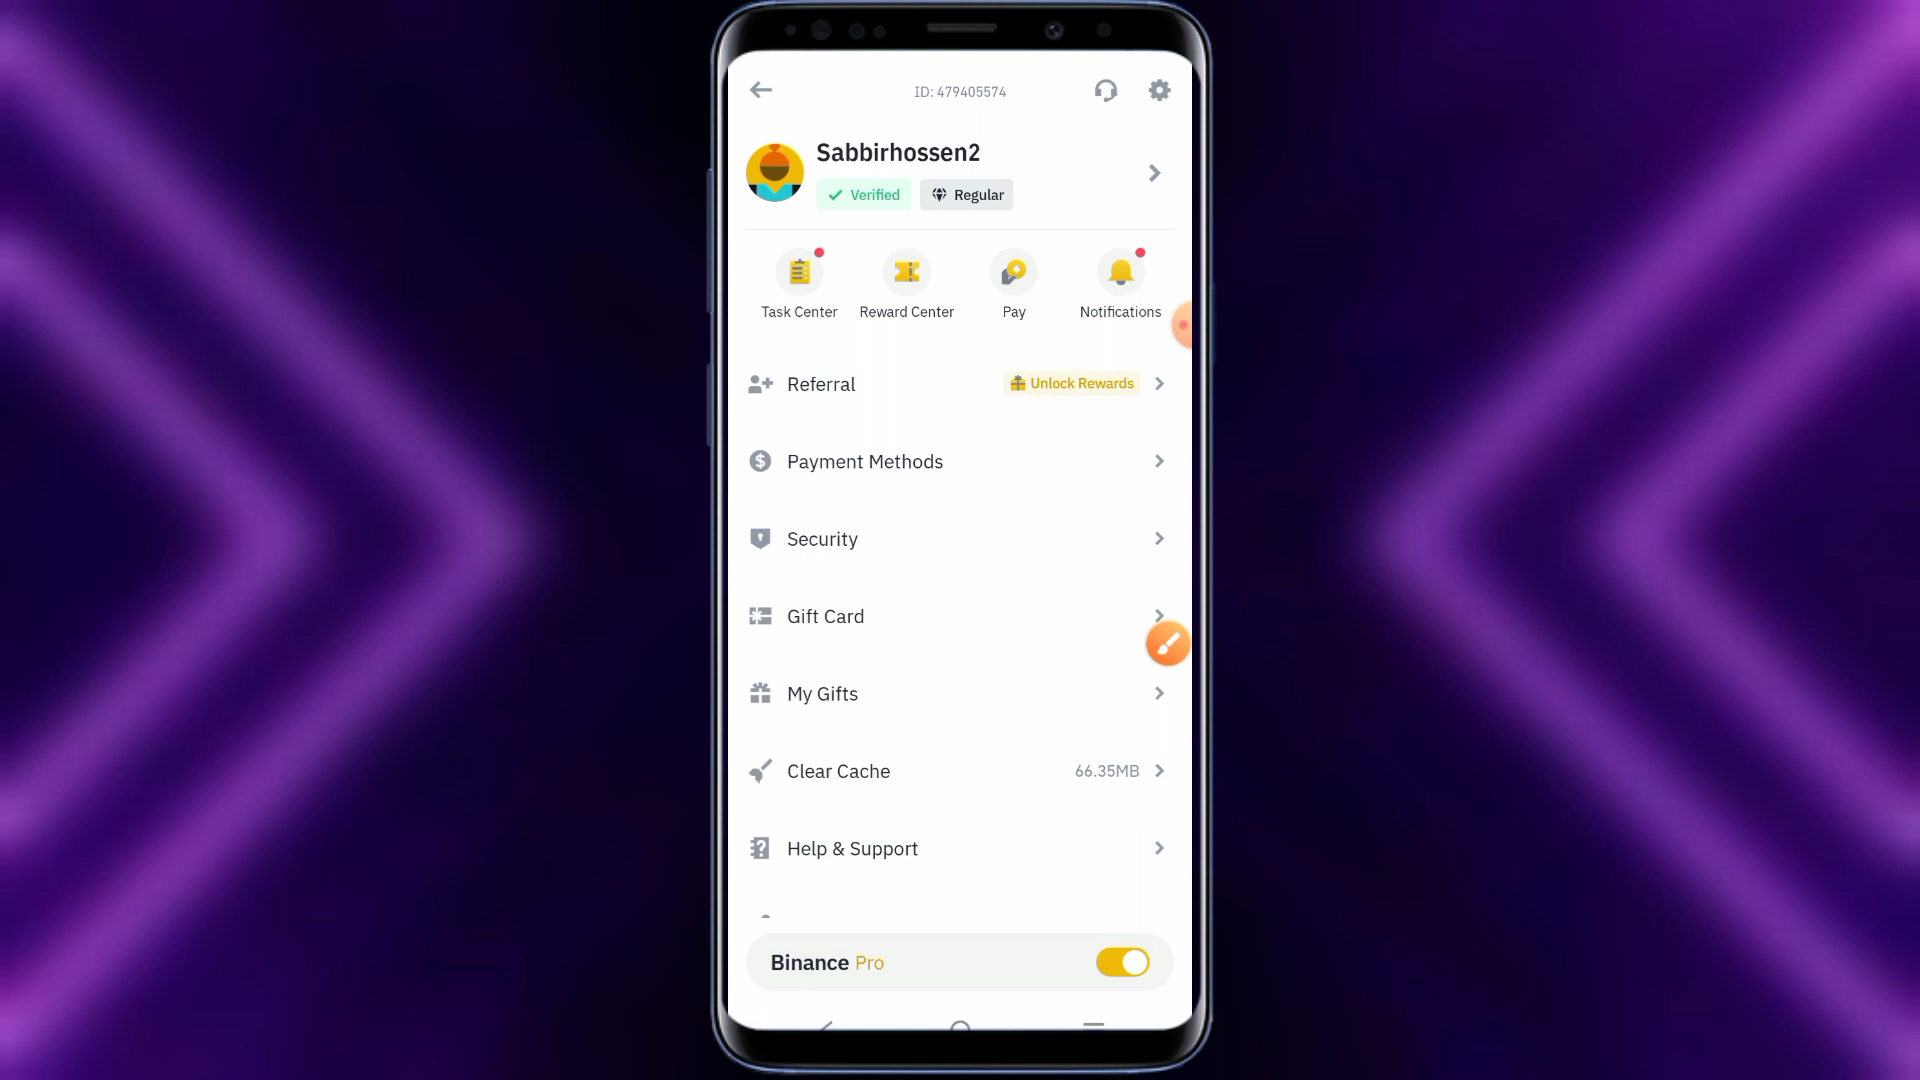 ID: 479405574
Sabbirhossen2
Verified
Regular
Task Center
Reward Center
Pay
Notifications
Referral
Unlock Rewards
Payment Methods
Security
Gift Card
My Gifts
Clear Cache
66.35MB
Help & Support
Binance Pro